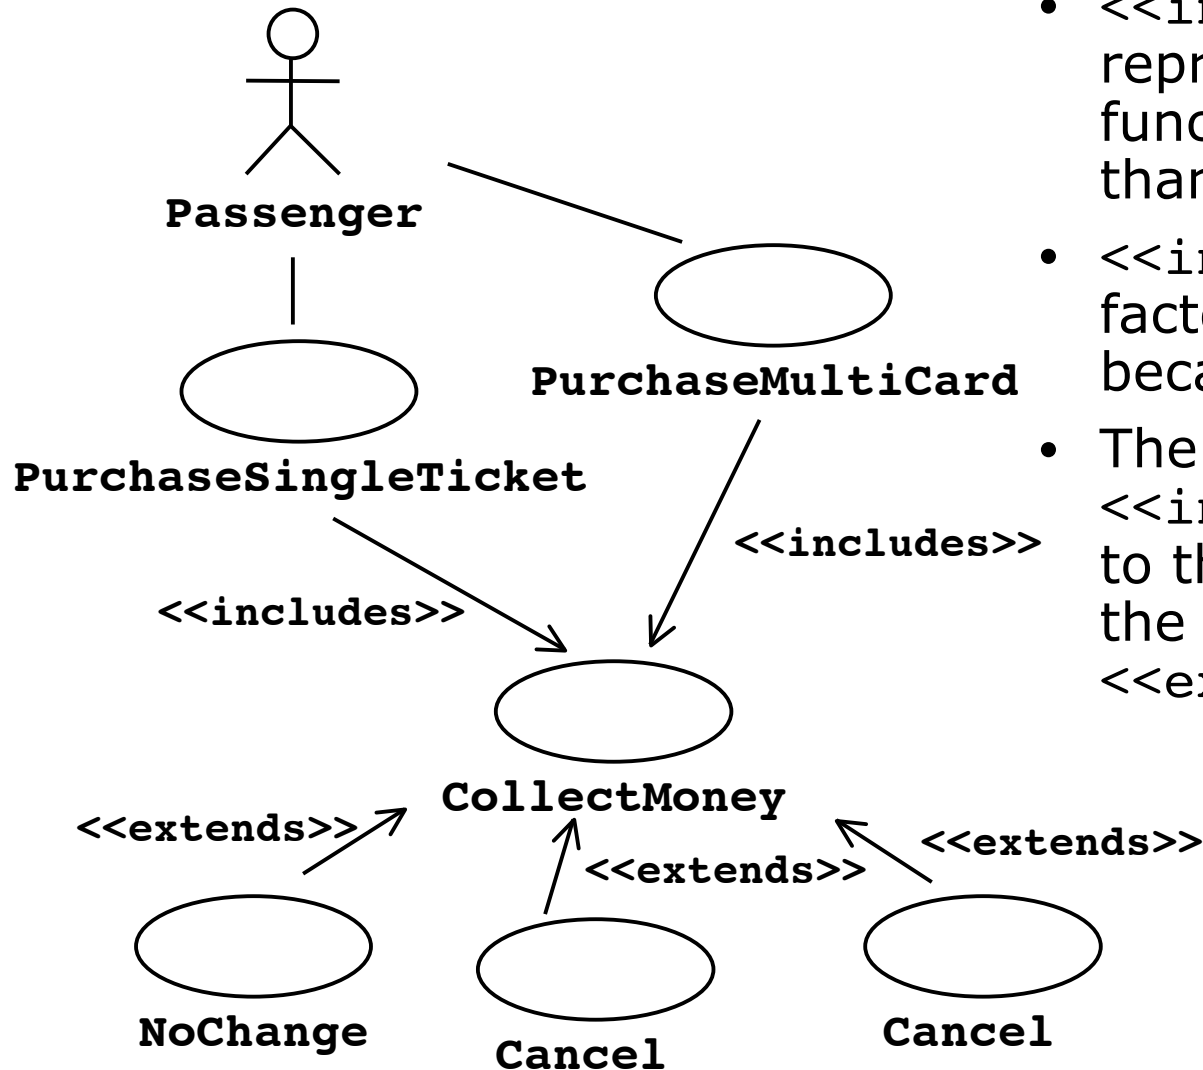 Passenger
PurchaseMultiCard
PurchaseSingleTicket
<<includes>>
<<includes>>
CollectMoney
<<extends>>
<<extends>>
<<extends>>
NoChange
Cancel
Cancel
•
repr
func
than
•
facto
beca
• The
to th
the